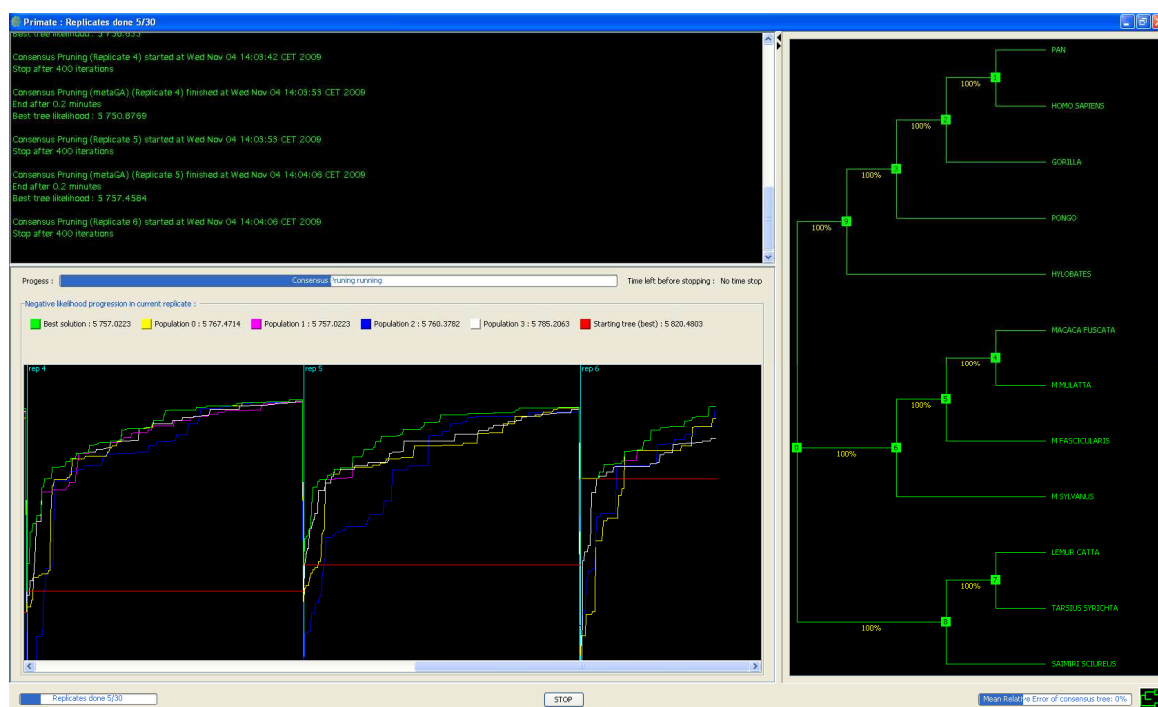 Primate : Replicates done 5/30
Best tree likelihood : 5 758.655
Consensus Pruning (Replicate 4) started at Wed Nov 04 14:03:42 CET 2009
Stop after 400 iterations
Consensus Pruning (metaGA) (Replicate 4) finished at Wed Nov 04 14:03:53 CET 2009
End after 0.2 minutes
Best tree likelihood : 5 750.8769
Consensus Pruning (Replicate 5) started at Wed Nov 04 14:03:53 CET 2009
Stop after 400 iterations
Consensus Pruning (metaGA) (Replicate 5) finished at Wed Nov 04 14:04:06 CET 2009
End after 0.2 minutes
Best tree likelihood : 5 757.4584
Consensus Pruning (Replicate 6) started at Wed Nov 04 14:04:06 CET 2009
Stop after 400 iterations
Progess : Consensus Pruning running Time left before stopping : No time stop
Negative likelihood progression in current replicate :
Best solution : 5 757.0223 Population 0 : 5 767.4714 Population 1 : 5 757.0223 Population 2 : 5 760.3782 Population 3 : 5 785.2063 Starting tree (best) : 5 820.4803
rep 4 rep 5 rep 6
PAN
1
100%
HOMO SAPIENS
2
100%
GORILLA
3
100%
PONGO
9
100%
HYLOBATES
MACACA FUSCATA
4
100%
M MULATTA
5
100%
M FASCICULARIS
0 6
100%
M SYLVANUS
LEMUR CATTA
7
100%
TARSIUS SYRICHTA
8
100%
SAIMIRI SCIUREUS
Replicates done 5/30 STOP Mean Relative Error of consensus tree: 0%